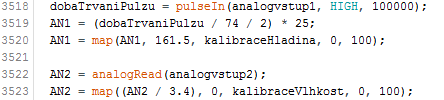 3518 dobaTrvaniPulzu = pulseIn(analogvstup1, HIGH, 100000);
3519 AN1 = (dobaTrvaniPulzu / 74 / 2) * 25;
3520 AN1 = map(AN1, 161.5, kalibraceHladina, 0, 100);
3521
3522 AN2 = analogRead(analogvstup2);
3523 AN2 = map((AN2 / 3.4), 0, kalibraceVlhkost, 0, 100);